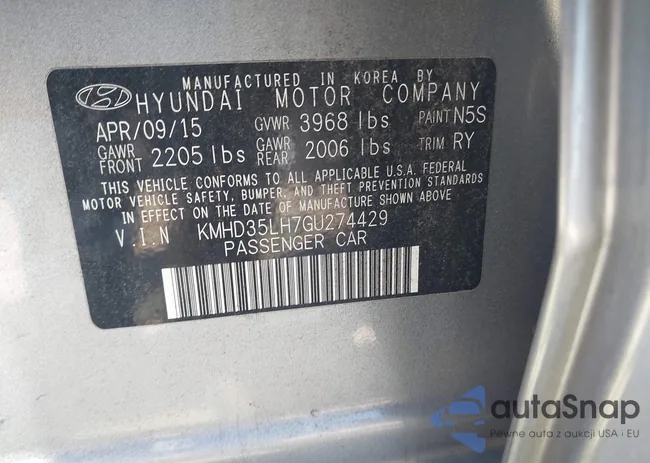 MANUFACTURED IN KOREA BY
HYUNDAI MOTOR COMPANY
APR/09/15 GVWR 3968 lbs PAINT N5S
GAWR FRONT 2205 lbs GAWR REAR 2006 lbs TRIM RY
THIS VEHICLE CONFORMS TO ALL APPLICABLE U.S.A. FEDERAL
MOTOR VEHICLE SAFETY, BUMPER, AND THEFT PREVENTION STANDARDS
IN EFFECT ON THE DATE OF MANUFACTURE SHOWN ABOVE
V.I.N KMHD35LH7GU274429
PASSENGER CAR
autoSnap
Pewne auta z aukcji USA i EU